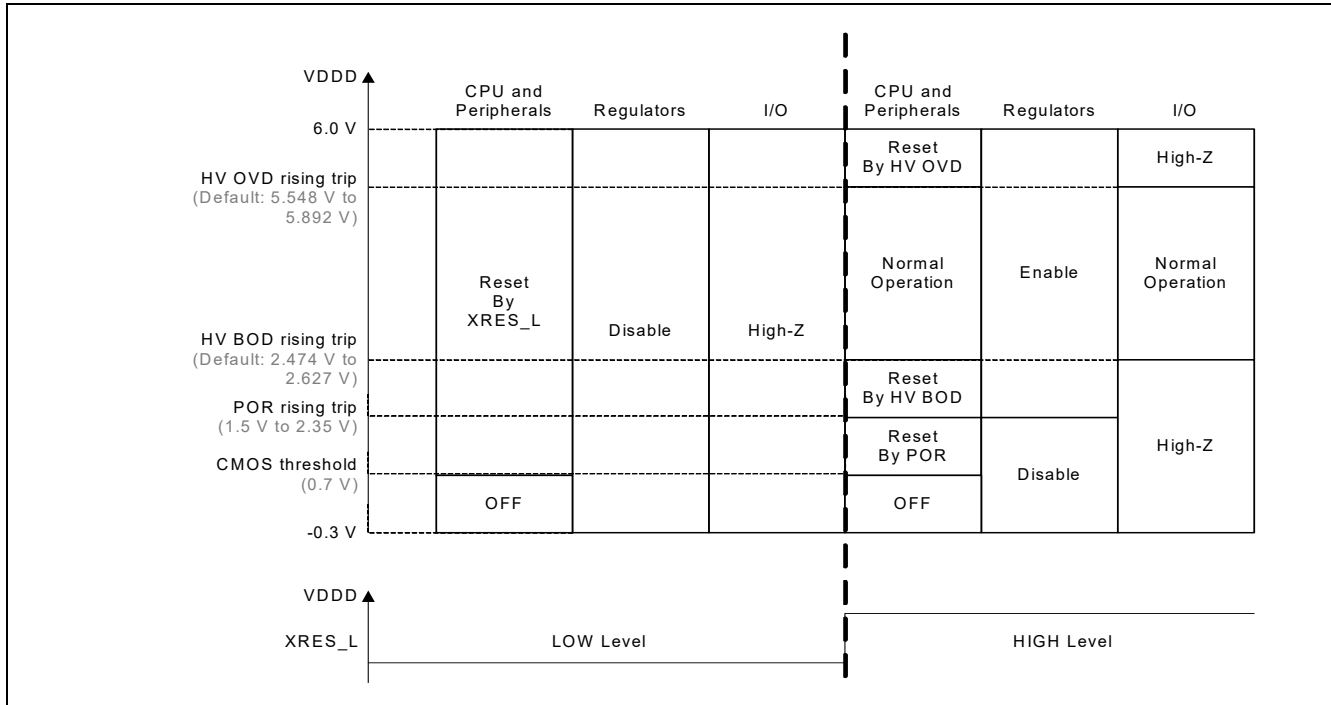 VDDD
CPU and
Peripherals
Regulators
I/O
CPU and
Peripherals
Regulators
I/O
6.0 V
Reset
By HV OVD
High-Z
HV OVD rising trip
(Default: 5.548 V to
5.892 V)
Reset
By
XRES_L
Disable
High-Z
Normal
Operation
Enable
Normal
Operation
HV BOD rising trip
(Default: 2.474 V to
2.627 V)
Reset
By HV BOD
POR rising trip
(1.5 V to 2.35 V)
Reset
By POR
High-Z
CMOS threshold
(0.7 V)
Disable
OFF
OFF
-0.3 V
VDDD
XRES_L
LOW Level
HIGH Level